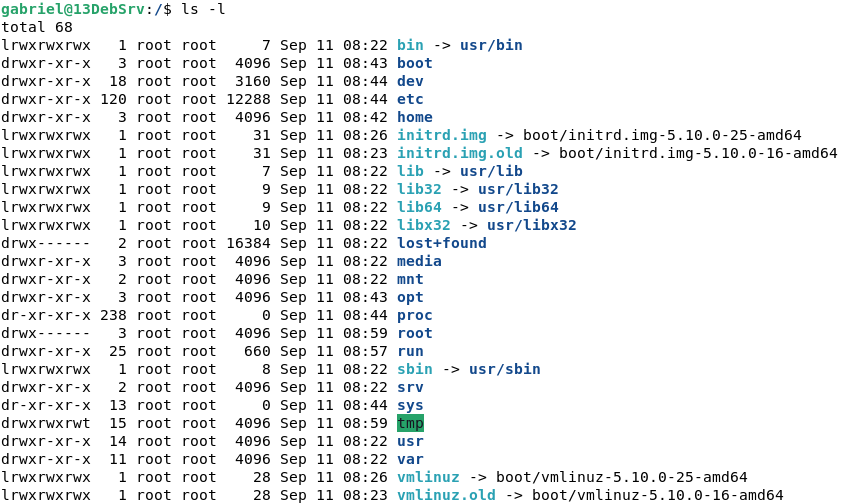 gabriel@13DebSrv:/$ ls -l
total 68
lrwxrwxrwx   1 root root     7 Sep 11 08:22 bin -> usr/bin
drwxr-xr-x   3 root root  4096 Sep 11 08:43 boot
drwxr-xr-x  18 root root  3160 Sep 11 08:44 dev
drwxr-xr-x 120 root root 12288 Sep 11 08:44 etc
drwxr-xr-x   3 root root  4096 Sep 11 08:42 home
lrwxrwxrwx   1 root root    31 Sep 11 08:26 initrd.img -> boot/initrd.img-5.10.0-25-amd64
lrwxrwxrwx   1 root root    31 Sep 11 08:23 initrd.img.old -> boot/initrd.img-5.10.0-16-amd64
lrwxrwxrwx   1 root root     7 Sep 11 08:22 lib -> usr/lib
lrwxrwxrwx   1 root root     9 Sep 11 08:22 lib32 -> usr/lib32
lrwxrwxrwx   1 root root     9 Sep 11 08:22 lib64 -> usr/lib64
lrwxrwxrwx   1 root root    10 Sep 11 08:22 libx32 -> usr/libx32
drwx------   2 root root 16384 Sep 11 08:22 lost+found
drwxr-xr-x   3 root root  4096 Sep 11 08:22 media
drwxr-xr-x   2 root root  4096 Sep 11 08:22 mnt
drwxr-xr-x   3 root root  4096 Sep 11 08:43 opt
dr-xr-xr-x 238 root root     0 Sep 11 08:44 proc
drwx------   3 root root  4096 Sep 11 08:59 root
drwxr-xr-x  25 root root   660 Sep 11 08:57 run
lrwxrwxrwx   1 root root     8 Sep 11 08:22 sbin -> usr/sbin
drwxr-xr-x   2 root root  4096 Sep 11 08:22 srv
dr-xr-xr-x  13 root root     0 Sep 11 08:44 sys
drwxrwxrwt  15 root root  4096 Sep 11 08:59 tmp
drwxr-xr-x  14 root root  4096 Sep 11 08:22 usr
drwxr-xr-x  11 root root  4096 Sep 11 08:22 var
lrwxrwxrwx   1 root root    28 Sep 11 08:26 vmlinuz -> boot/vmlinuz-5.10.0-25-amd64
lrwxrwxrwx   1 root root    28 Sep 11 08:23 vmlinuz.old -> boot/vmlinuz-5.10.0-16-amd64